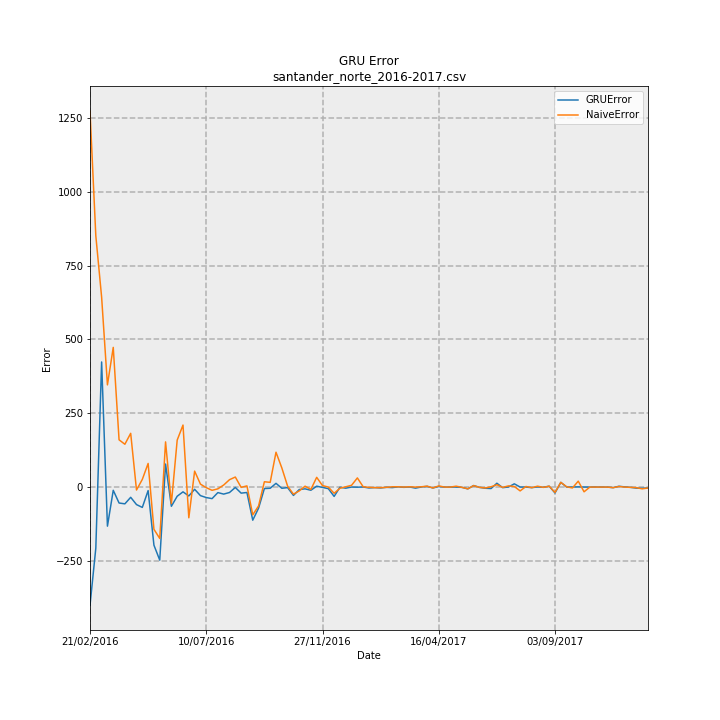 GRU Error
santander_norte_2016-2017.csv
GRUError
NaiveError
1250
1000
750
500
250
0
−250
Error
21/02/2016
10/07/2016
27/11/2016
16/04/2017
03/09/2017
Date